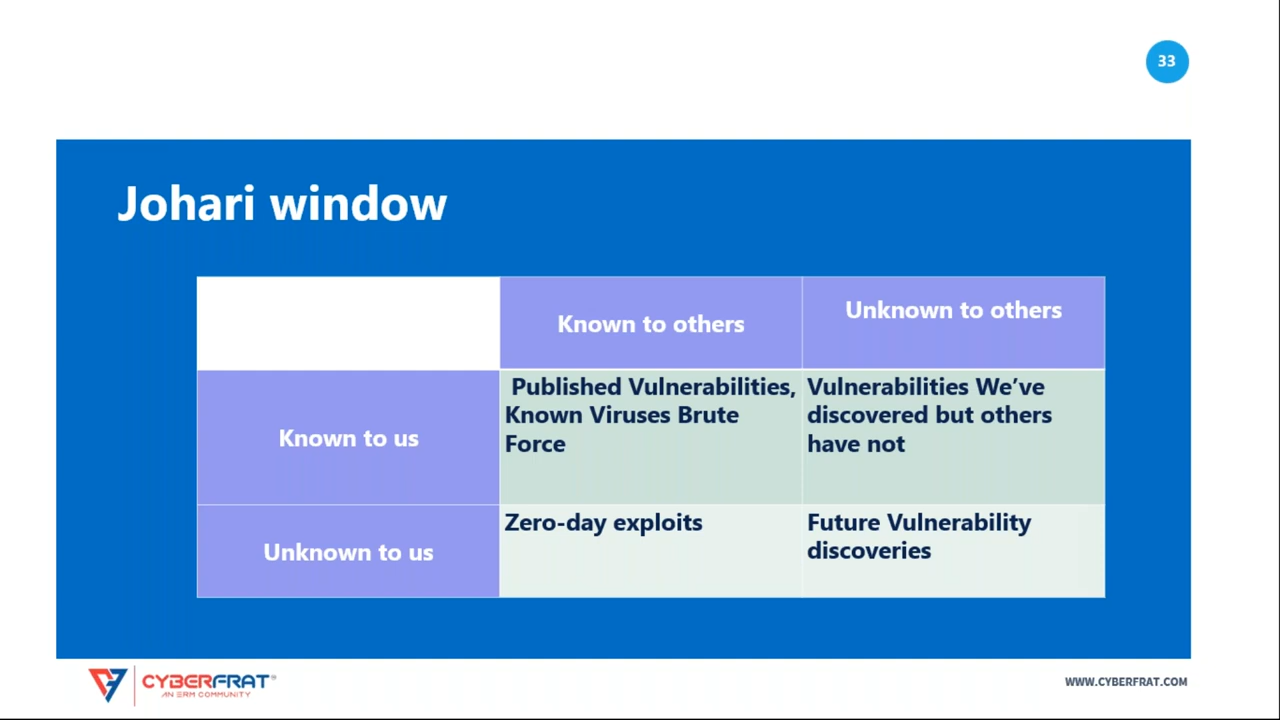 33
Johari window
Known to others
Unknown to others
Known to us
Published Vulnerabilities,
Known Viruses Brute
Force
Vulnerabilities We’ve
discovered but others
have not
Unknown to us
Zero-day exploits
Future Vulnerability
discoveries
CYBERFRAT
AN ERM COMMUNITY
WWW.CYBERFRAT.COM